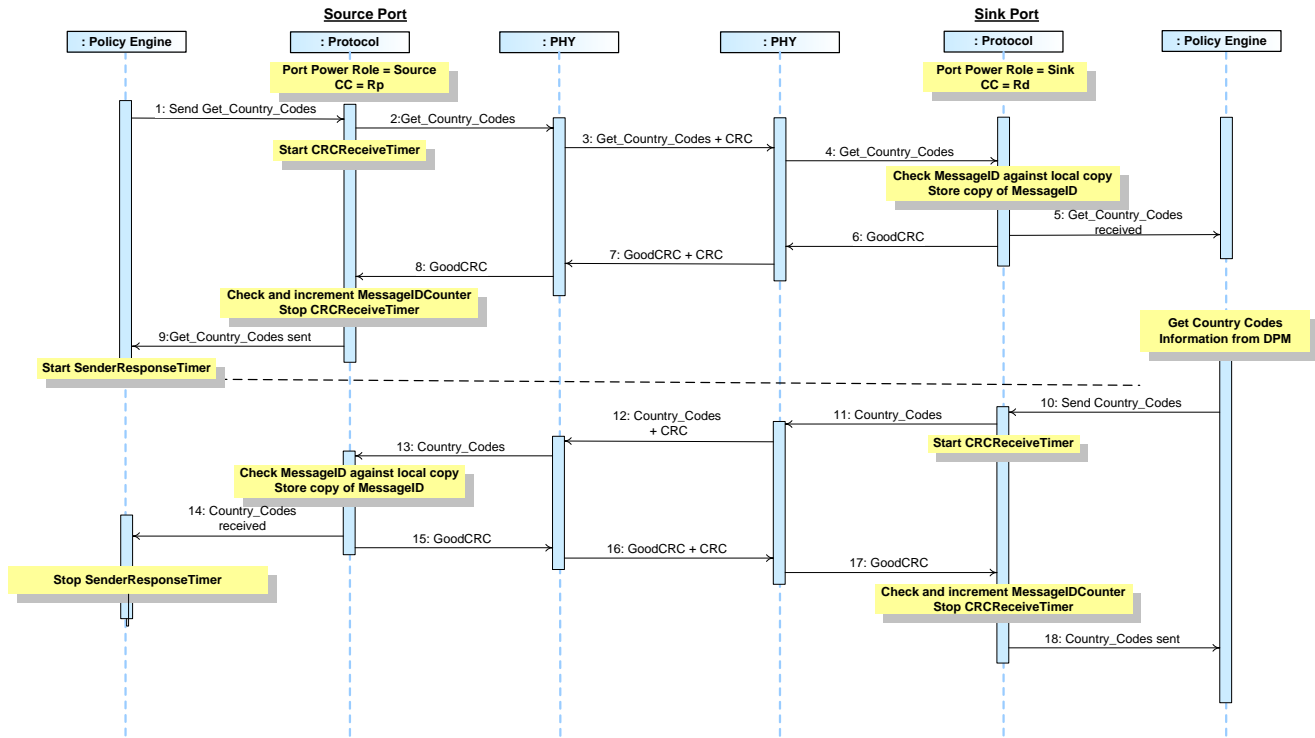 Source Port
Sink Port
: Policy Engine
: Protocol
: PHY
: PHY
: Protocol
: Policy Engine
Port Power Role = Source
CC = Rp
Port Power Role = Sink
CC = Rd
1: Send Get_Country_Codes
2:Get_Country_Codes
Start CRCReceiveTimer
3: Get_Country_Codes + CRC
4: Get_Country_Codes
Check MessageID against local copy
Store copy of MessageID
5: Get_Country_Codes
received
6: GoodCRC
7: GoodCRC + CRC
8: GoodCRC
Check and increment MessageIDCounter
Stop CRCReceiveTimer
9:Get_Country_Codes sent
Start SenderResponseTimer
Get Country Codes
Information from DPM
10: Send Country_Codes
11: Country_Codes
Start CRCReceiveTimer
12: Country_Codes
+ CRC
13: Country_Codes
Check MessageID against local copy
Store copy of MessageID
14: Country_Codes
received
15: GoodCRC
16: GoodCRC + CRC
17: GoodCRC
Stop SenderResponseTimer
Check and increment MessageIDCounter
Stop CRCReceiveTimer
18: Country_Codes sent